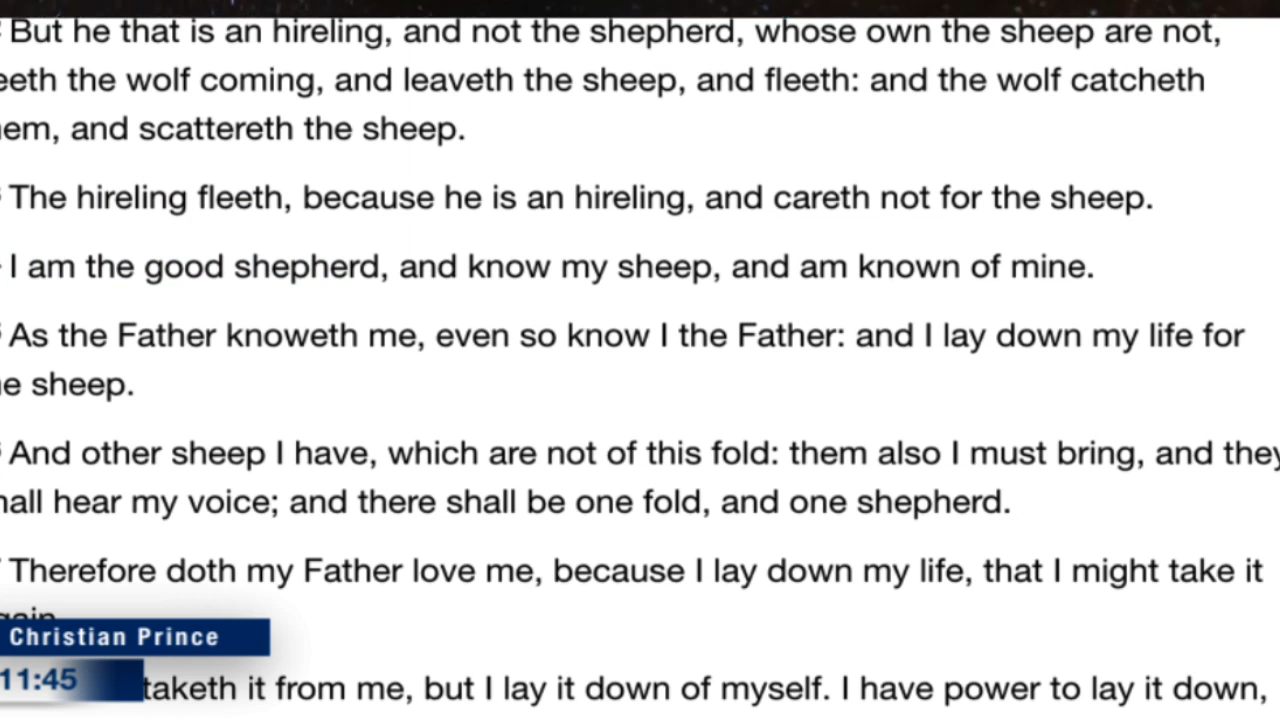 But he that is an hireling, and not the shepherd, whose own the sheep are not,
eeth the wolf coming, and leaveth the sheep, and fleeth: and the wolf catcheth
em, and scattereth the sheep.
The hireling fleeth, because he is an hireling, and careth not for the sheep.
I am the good shepherd, and know my sheep, and am known of mine.
As the Father knoweth me, even so know I the Father: and I lay down my life for
e sheep.
And other sheep I have, which are not of this fold: them also I must bring, and they
hall hear my voice; and there shall be one fold, and one shepherd.
Therefore doth my Father love me, because I lay down my life, that I might take it
Christian Prince
11:45
taketh it from me, but I lay it down of myself. I have power to lay it down,